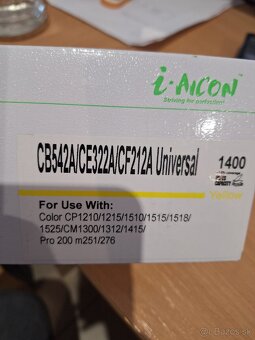 i-AICON
Striving for perfection!
CB542A/CE322A/CF212A Universal
1400
Yellow
For Use With:
Color CP1210/1215/1510/1515/1518/
1525/CM1300/1312/1415/
Pro 200 m251/276